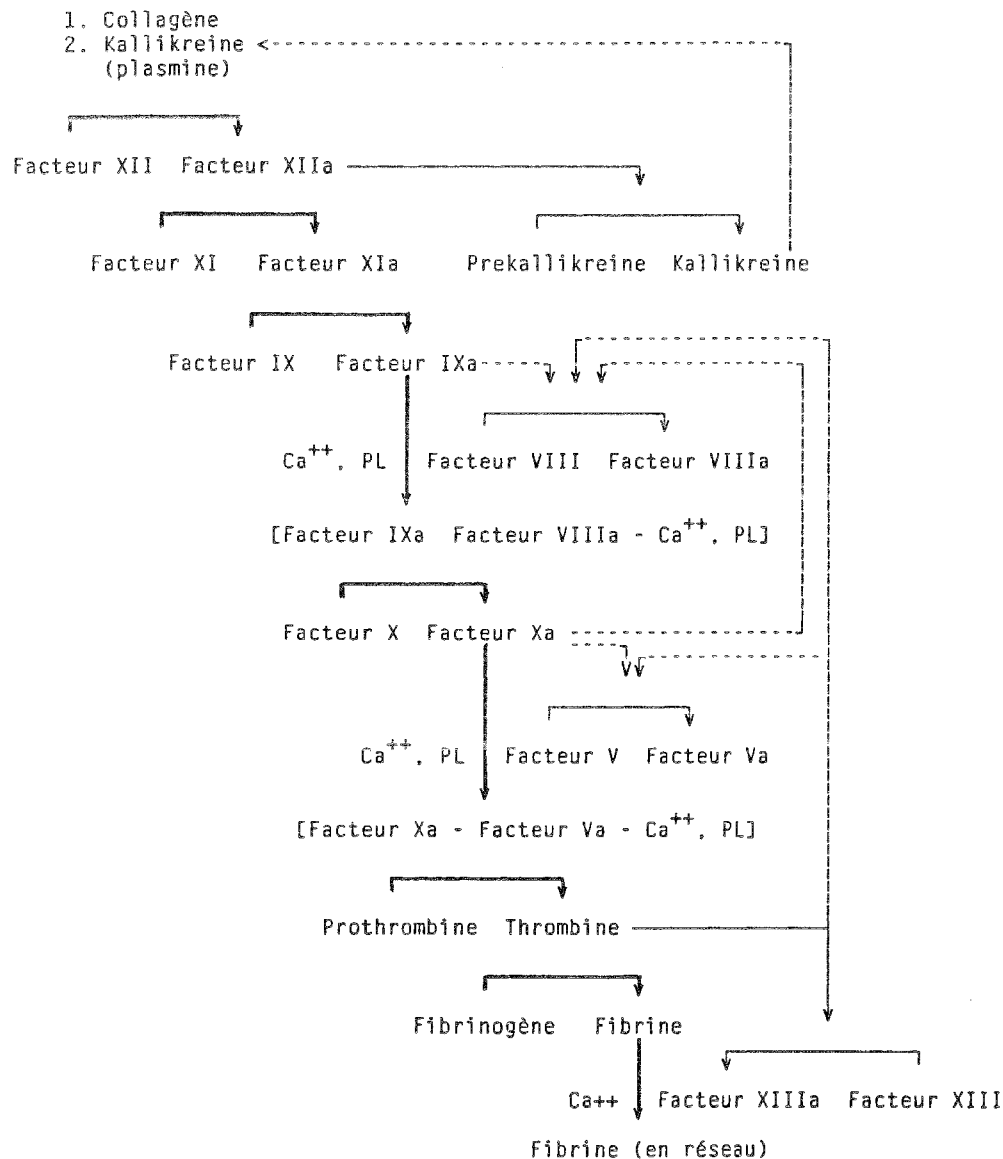 1. Collagène
2. Kallikreine
(plasmine)
Facteur XII Facteur XIIa
Facteur XI Facteur XIa Prekallikreine Kallikreine
Facteur IX Facteur IXa
Ca++, PL Facteur VIII Facteur VIIIa
[Facteur IXa Facteur VIIIa - Ca++, PL]
Facteur X Facteur Xa
Ca++, PL Facteur V Facteur Va
[Facteur Xa - Facteur Va - Ca++, PL]
Prothrombine Thrombine
Fibrinogène Fibrine
Ca++ Facteur XIIIa Facteur XIII
Fibrine (en réseau)